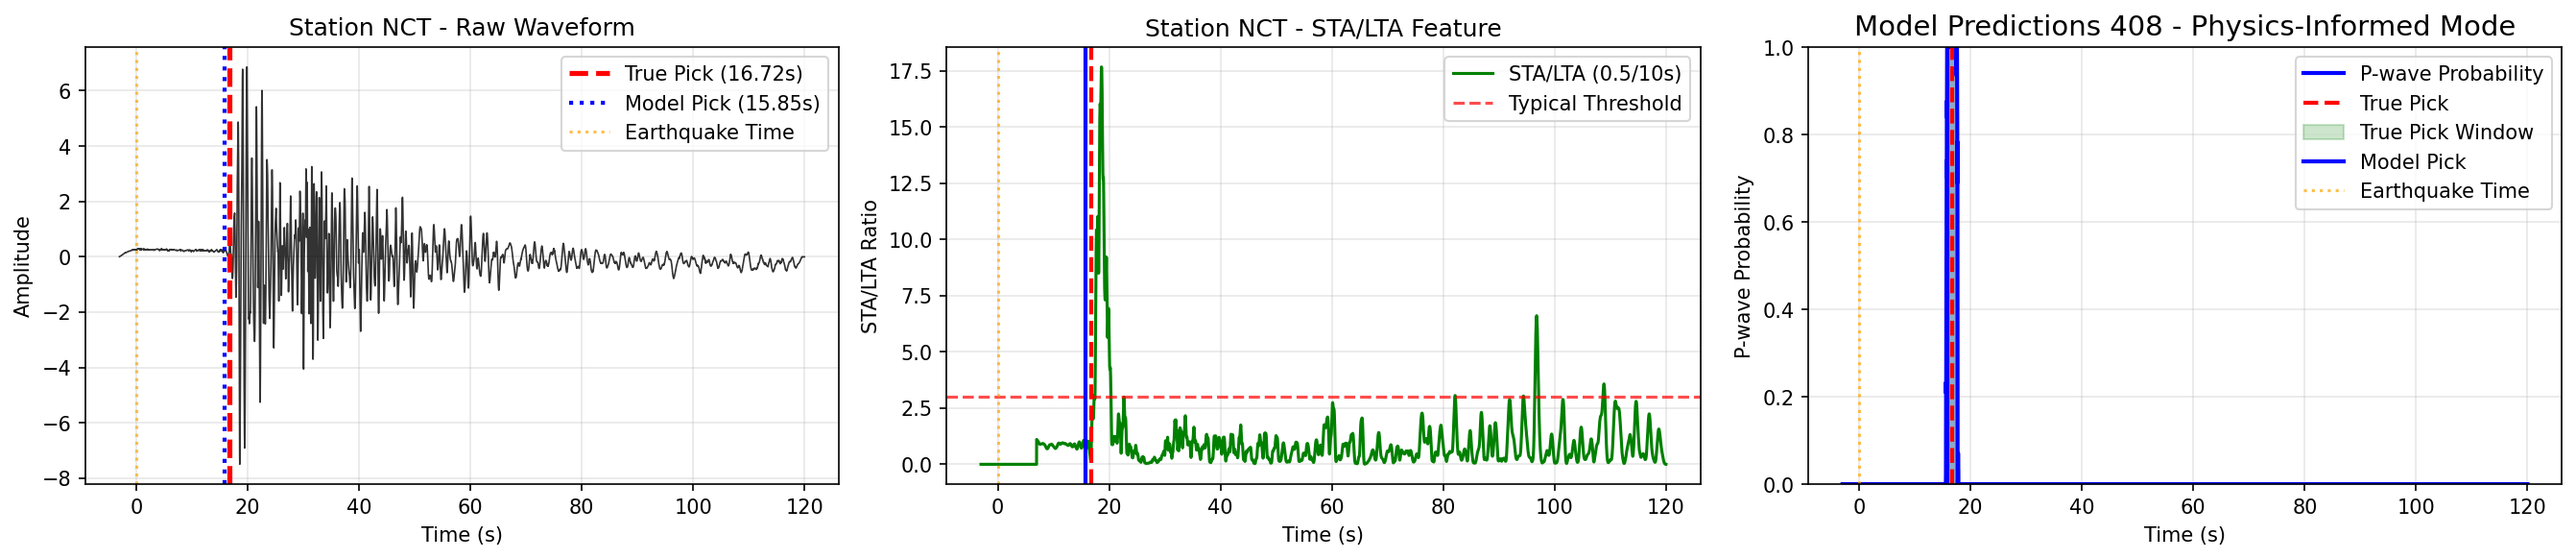 Station NCT - Raw Waveform
Amplitude
6
4
2
0
−2
−4
−6
−8
True Pick (16.72s)
Model Pick (15.85s)
Earthquake Time
0 20 40 60 80 100 120
Time (s)
Station NCT - STA/LTA Feature
STA/LTA Ratio
17.5
15.0
12.5
10.0
7.5
5.0
2.5
0.0
STA/LTA (0.5/10s)
Typical Threshold
0 20 40 60 80 100 120
Time (s)
Model Predictions 408 - Physics-Informed Mode
P-wave Probability
1.0
0.8
0.6
0.4
0.2
0.0
P-wave Probability
True Pick
True Pick Window
Model Pick
Earthquake Time
0 20 40 60 80 100 120
Time (s)